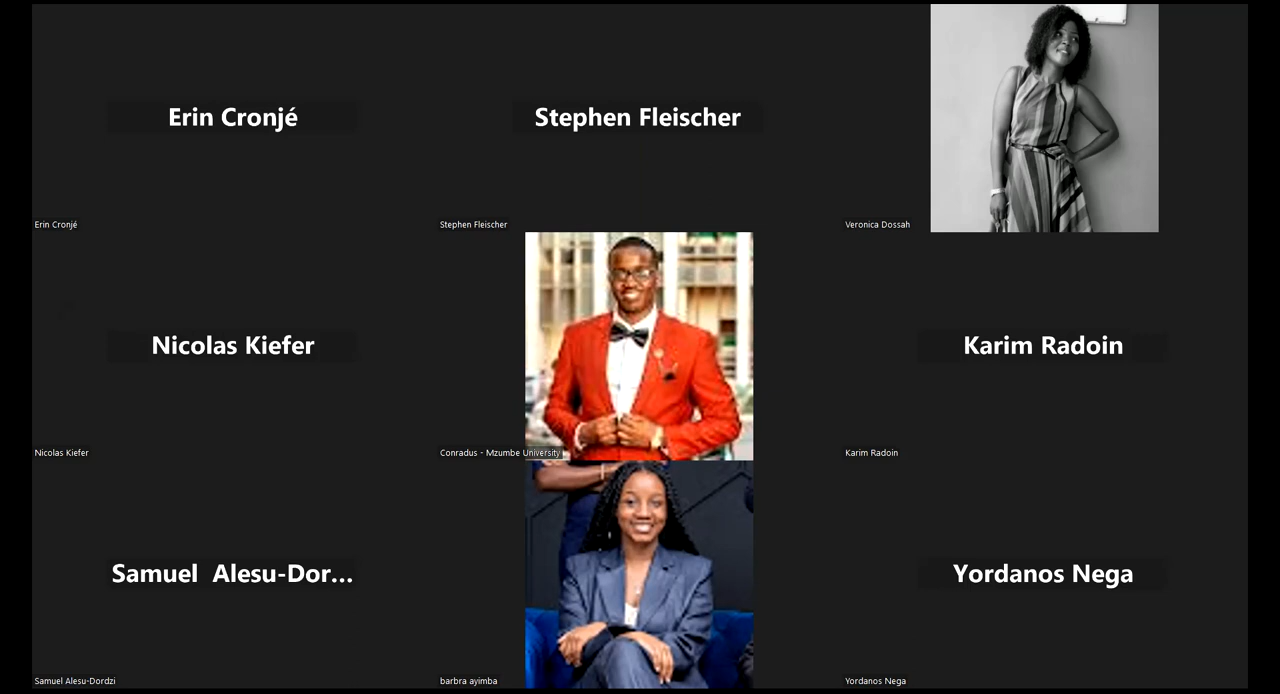 Erin Cronjé
Stephen Fleischer
Erin Cronjé
Stephen Fleischer
Veronica Dossah
Nicolas Kiefer
Karim Radoin
Nicolas Kiefer
Conradus - Mzumbe University
Karim Radoin
Samuel Alesu-Dor...
Yordanos Nega
Samuel Alesu-Dordzi
barbra ayimba
Yordanos Nega